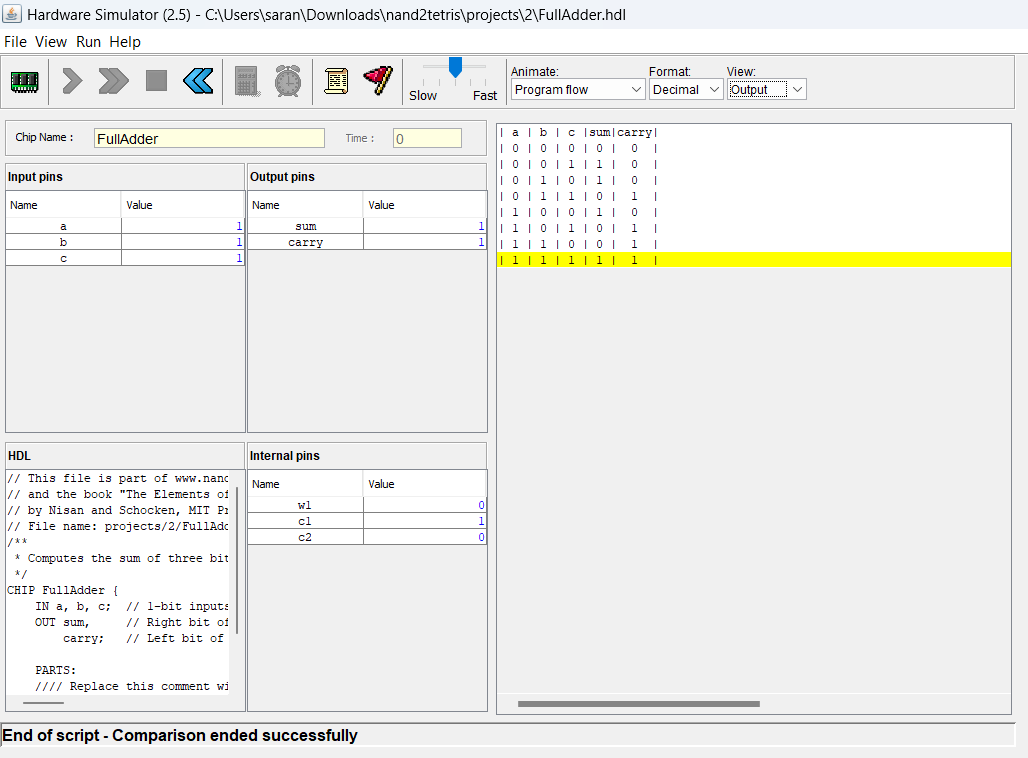 Hardware Simulator (2.5) - C:\Users\saran\Downloads\nand2tetris\projects\2\FullAdder.hdl
File View Run Help
Slow Fast
Animate: Format: View:
Program flow Decimal Output
Chip Name : FullAdder Time : 0
Input pins
Name Value
a 1
b 1
c 1
Output pins
Name Value
sum 1
carry 1
| a | b | c |sum|carry|
| 0 | 0 | 0 | 0 |  0  |
| 0 | 0 | 1 | 1 |  0  |
| 0 | 1 | 0 | 1 |  0  |
| 0 | 1 | 1 | 0 |  1  |
| 1 | 0 | 0 | 1 |  0  |
| 1 | 0 | 1 | 0 |  1  |
| 1 | 1 | 0 | 0 |  1  |
| 1 | 1 | 1 | 1 |  1  |
HDL
// This file is part of www.nand
// and the book "The Elements of
// by Nisan and Schocken, MIT Pr
// File name: projects/2/FullAdd
/**
 * Computes the sum of three bit
 */
CHIP FullAdder {
    IN a, b, c;  // 1-bit inputs
    OUT sum,     // Right bit of
        carry;   // Left bit of
    PARTS:
    //// Replace this comment wi
Internal pins
Name Value
w1 0
c1 1
c2 0
End of script - Comparison ended successfully